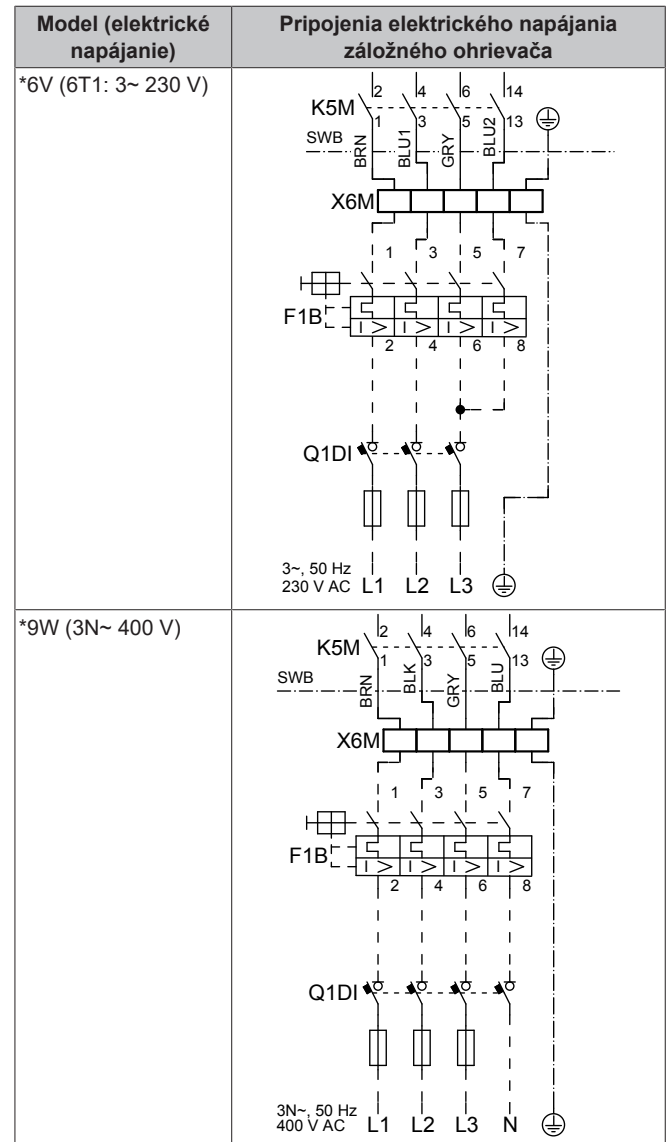 Model (elektrické napájanie)
Pripojenia elektrického napájania záložného ohrievača
*6V (6T1: 3~ 230 V)
2 4 6 14
K5M
1 3 5 13
SWB
BRN BLU1 GRY BLU2
X6M
1 3 5 7
F1B
I > I > I > I >
2 4 6 8
Q1DI
3~, 50 Hz
230 V AC L1 L2 L3
*9W (3N~ 400 V)
2 4 6 14
K5M
1 3 5 13
SWB
BRN BLK GRY BLU
X6M
1 3 5 7
F1B
I > I > I > I >
2 4 6 8
Q1DI
3N~, 50 Hz
400 V AC L1 L2 L3 N